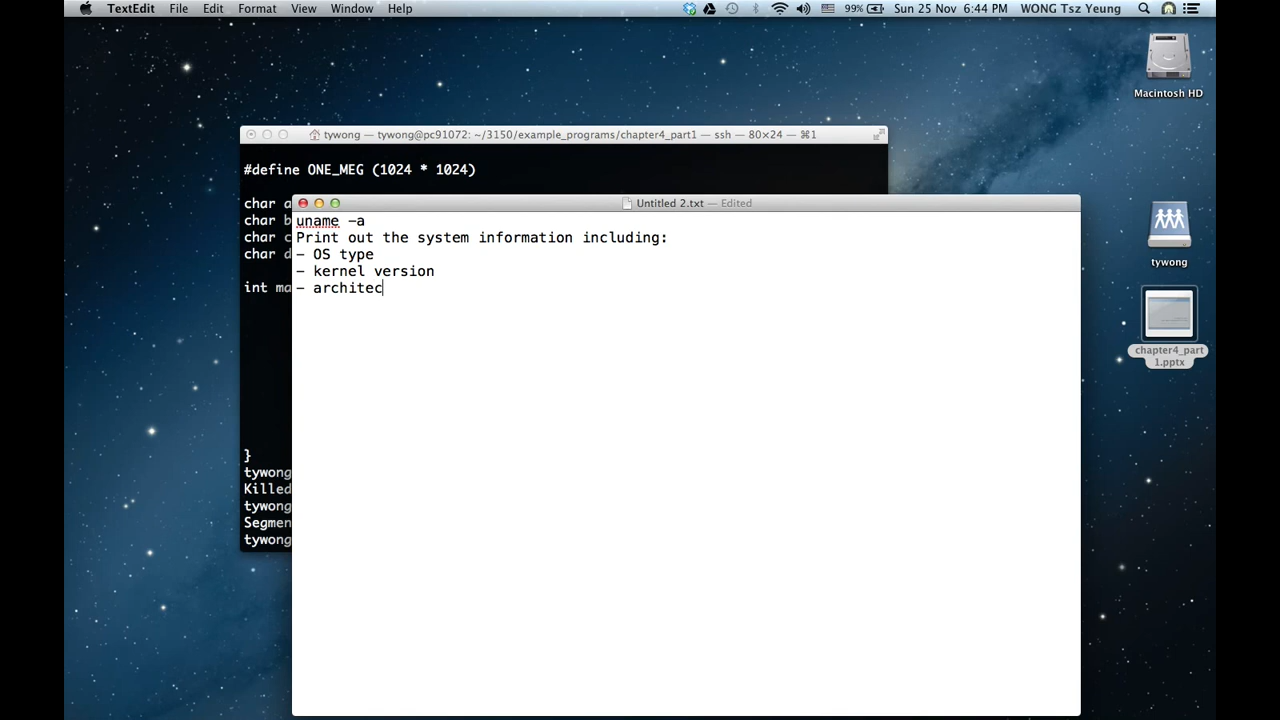 TextEdit File Edit Format View Window Help 99% Sun 25 Nov 6:44 PM WONG Tsz Yeung
Macintosh HD
tywong — tywong@pc91072: ~/3150/example_programs/chapter4_part1 — ssh — 80×24 — ⌘1
#define ONE_MEG (1024 * 1024)
char a
char b
char c
char d
int ma
}
tywong
Killed
tywong
Segmen
tywong
Untitled 2.txt — Edited
uname -a
Print out the system information including:
- OS type
- kernel version
- architec
tywong
chapter4_part
1.pptx